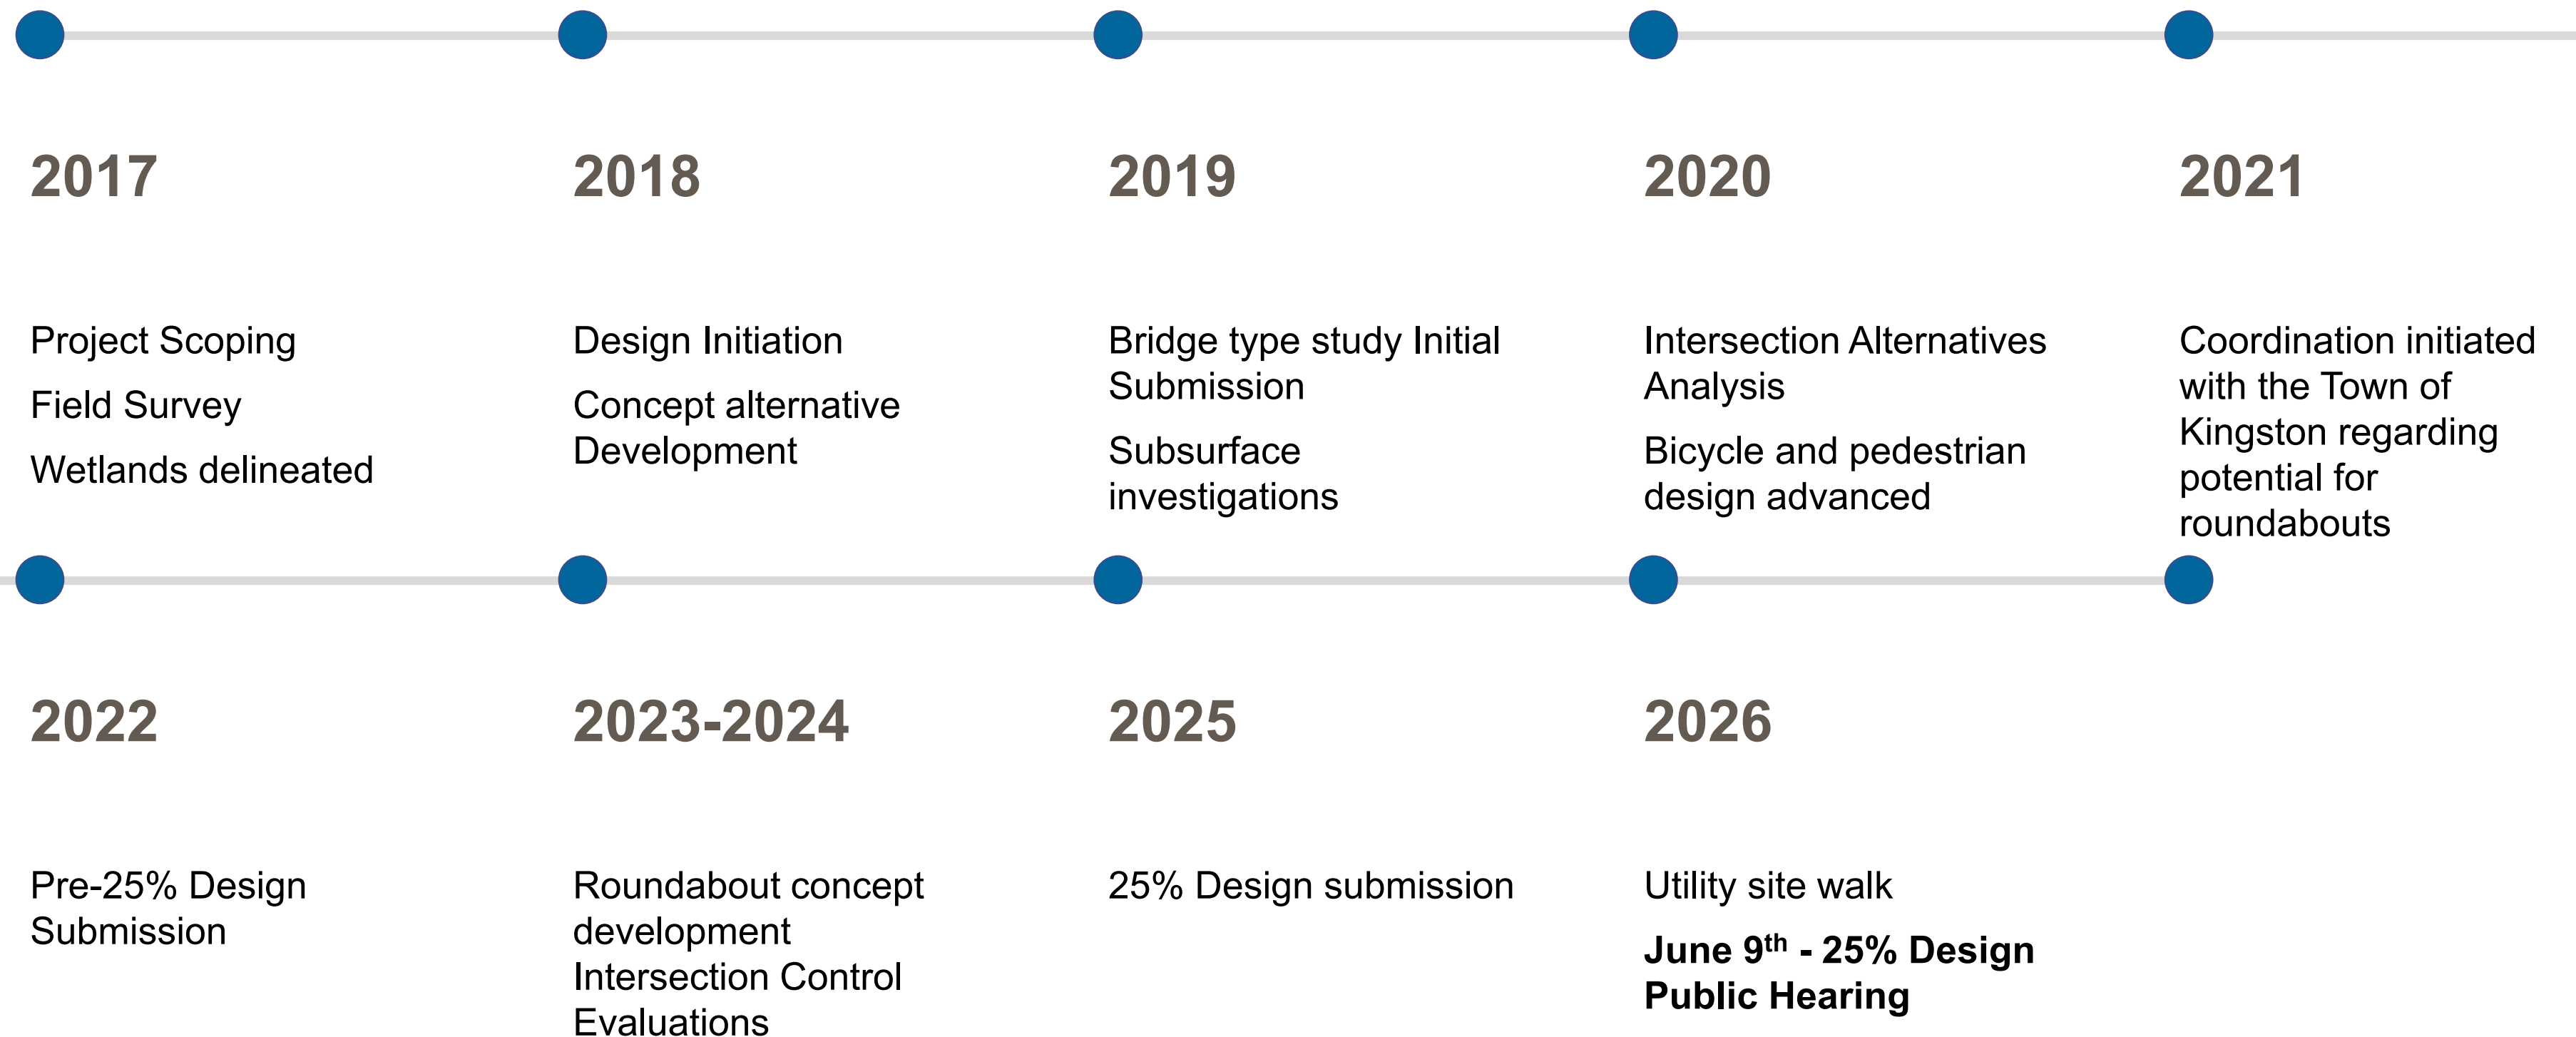 2017
Project Scoping
Field Survey
Wetlands delineated
2018
Design Initiation
Concept alternative
Development
2019
Bridge type study Initial
Submission
Subsurface
investigations
2020
Intersection Alternatives
Analysis
Bicycle and pedestrian
design advanced
2021
Coordination initiated
with the Town of
Kingston regarding
potential for
roundabouts
2022
Pre-25% Design
Submission
2023-2024
Roundabout concept
development
Intersection Control
Evaluations
2025
25% Design submission
2026
Utility site walk
June 9th - 25% Design
Public Hearing